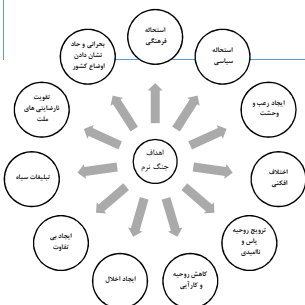 استحاله
فرهنگی
استحاله
سیاسی
ایجاد رعب و
وحشت
اختلاف
افکنی
ترویج روحیه
یاس و
ناامیدی
کاهش روحیه
و کارآیی
ایجاد اخلال
ایجاد بی
تفاوت
تبلیغات سیاه
تقویت
نارضایتی های
ملت
بحرانی و حاد
نشان دادن
اوضاع کشور
اهداف
جنگ نرم